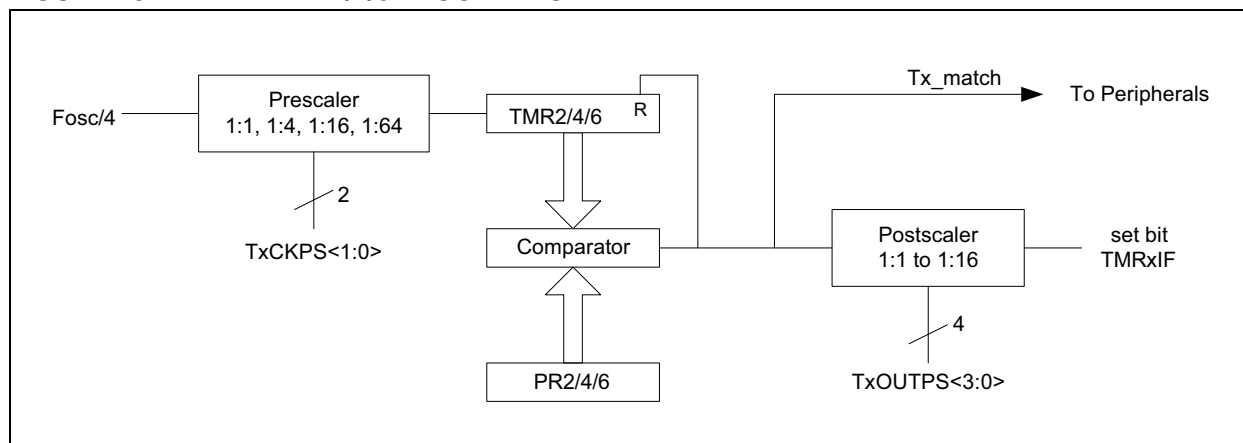 Tx_match
To Peripherals
Fosc/4
Prescaler
1:1, 1:4, 1:16, 1:64
TMR2/4/6
R
2
TxCKPS<1:0>
Comparator
Postscaler
1:1 to 1:16
set bit
TMRxIF
4
TxOUTPS<3:0>
PR2/4/6